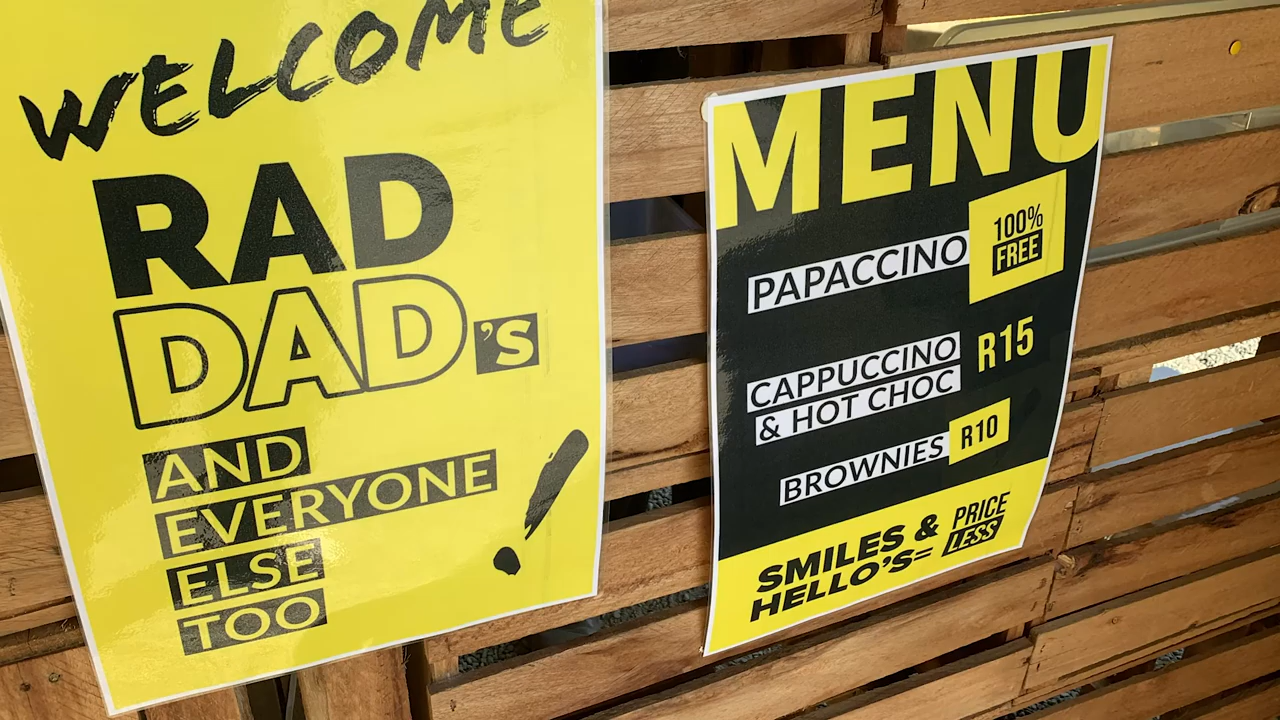 WELCOME
RAD
DAD's
AND
EVERYONE
ELSE
TOO
!
MENU
PAPACCINO
100%
FREE
CAPPUCCINO
& HOT CHOC
R15
BROWNIES
R10
SMILES &
HELLO'S=
PRICE
LESS